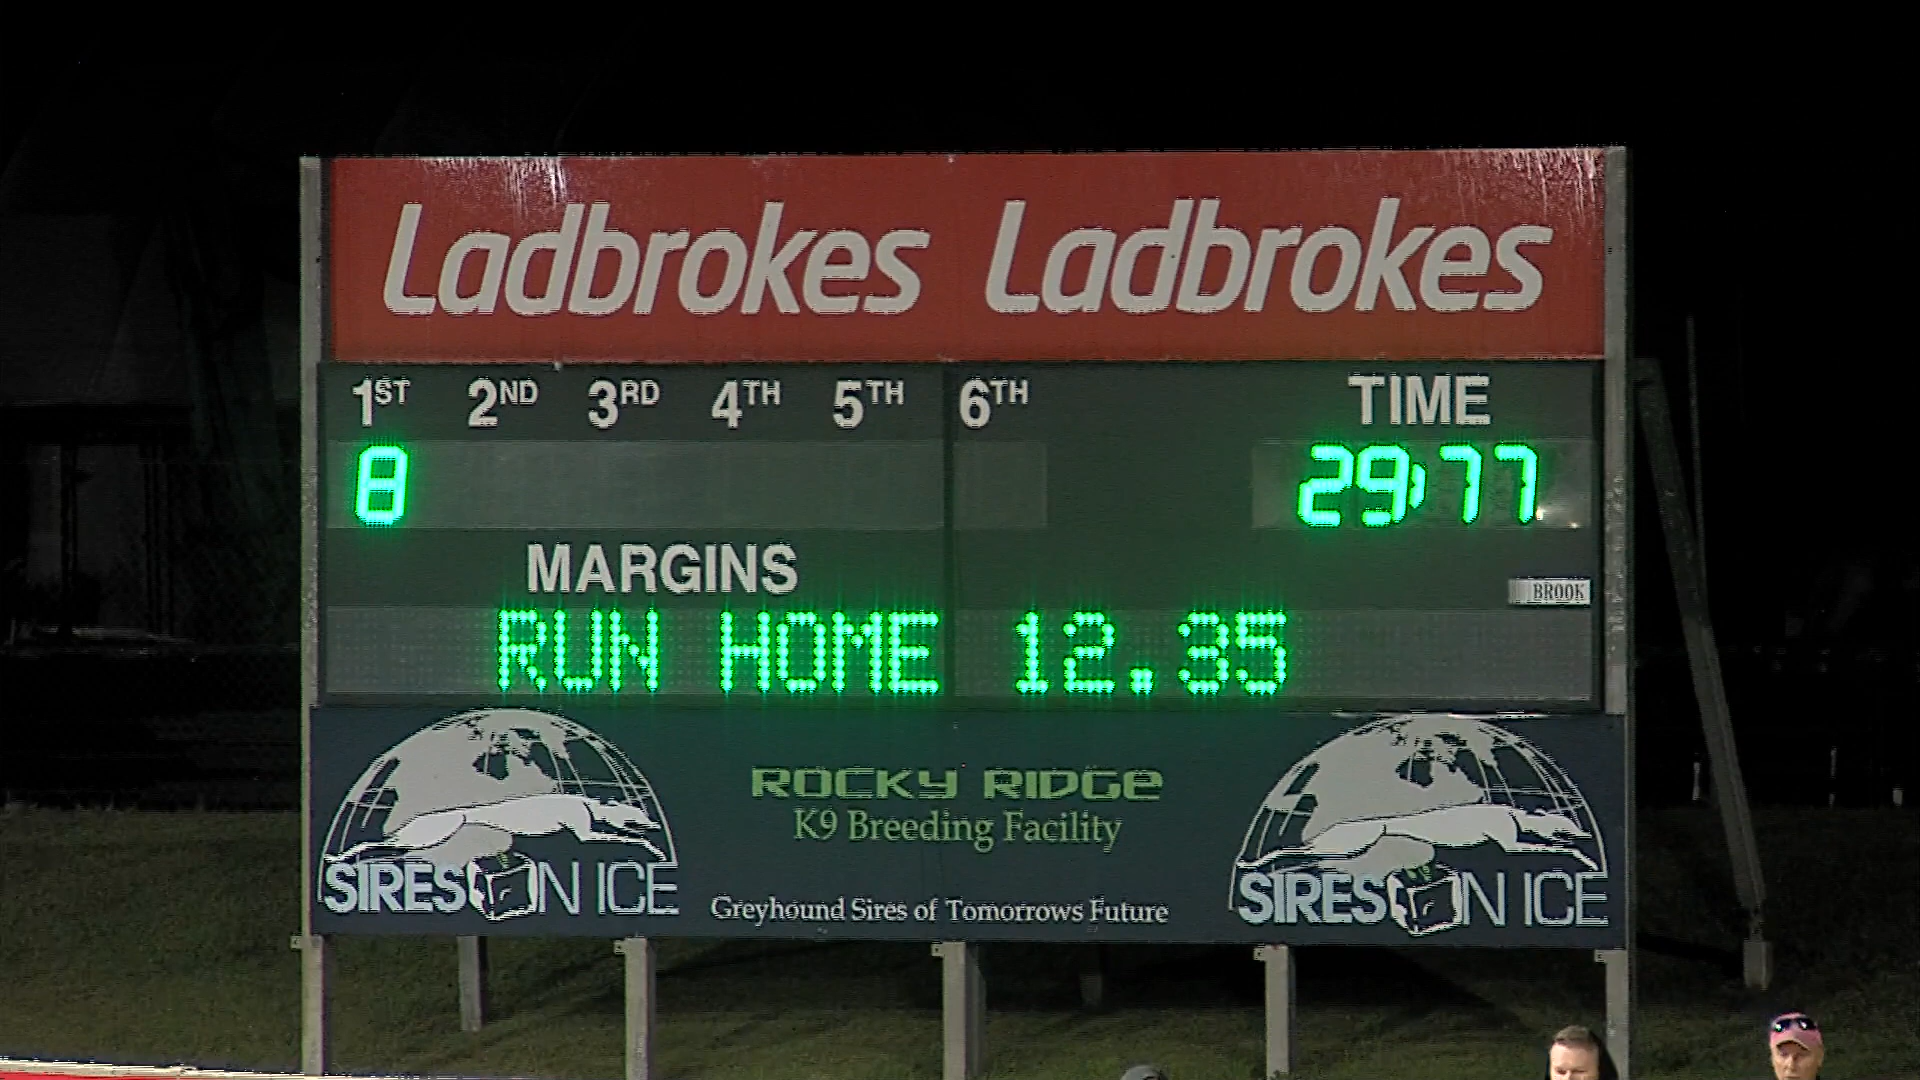 Ladbrokes Ladbrokes
1ST 2ND 3RD 4TH 5TH 6TH TIME
8 29.77
MARGINS
BROOK
RUN HOME 12.35
ROCKY RIDGE
K9 Breeding Facility
SIRES ON ICE
Greyhound Sires of Tomorrows Future
SIRES ON ICE